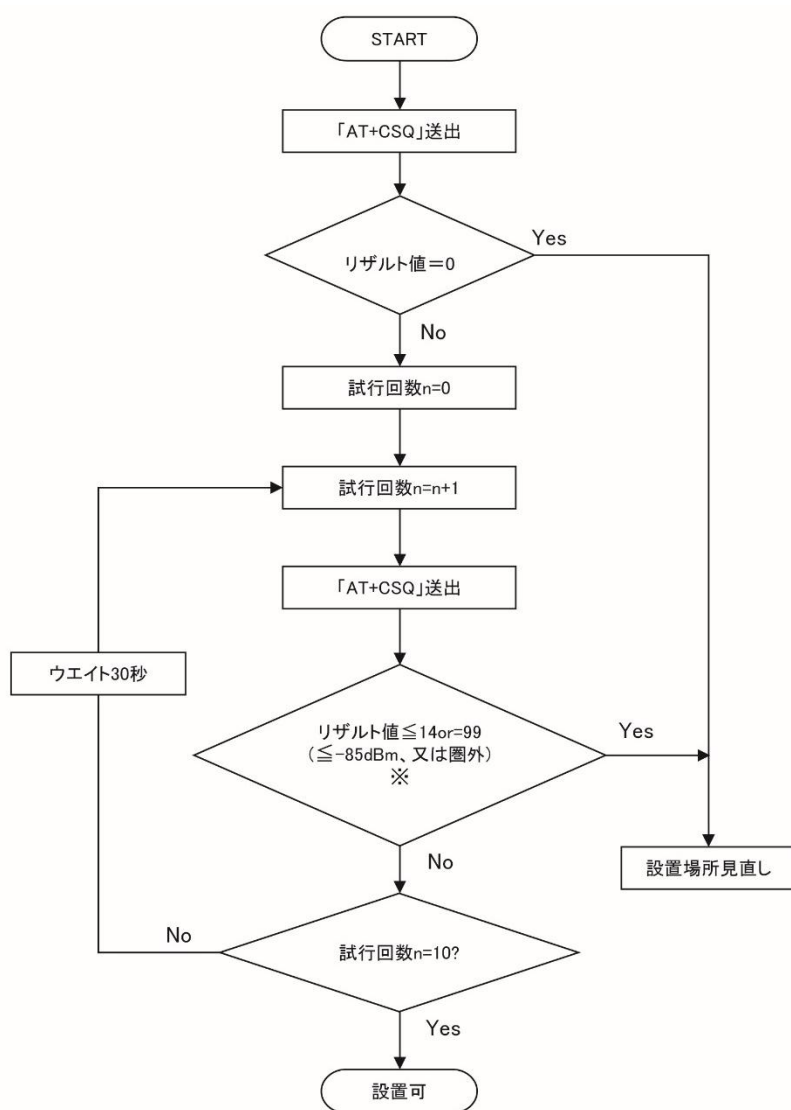 START
「AT+CSQ」送出
リザルト値＝0
Yes
No
試行回数n=0
試行回数n=n+1
「AT+CSQ」送出
ウエイト30秒
リザルト値≦14or=99
(≦-85dBm、又は圏外)
※
Yes
No
設置場所見直し
試行回数n=10?
No
Yes
設置可